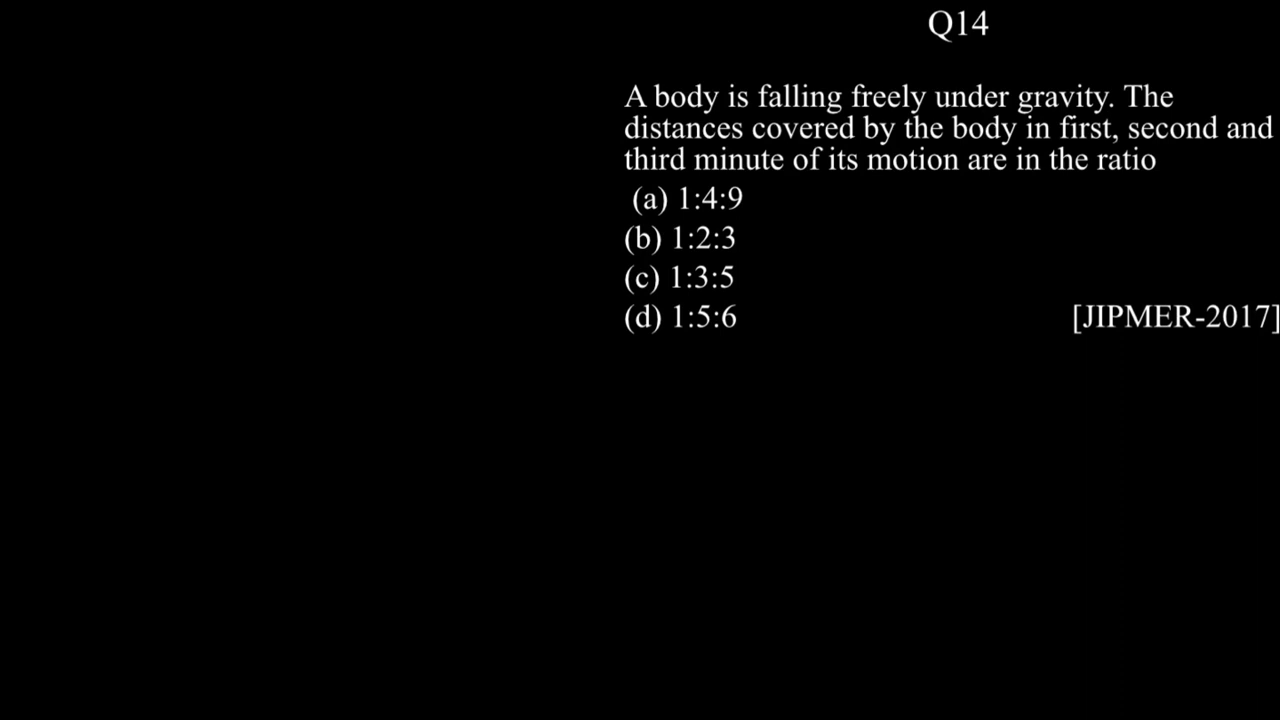 Q14
A body is falling freely under gravity. The
distances covered by the body in first, second and
third minute of its motion are in the ratio
(a) 1:4:9
(b) 1:2:3
(c) 1:3:5
(d) 1:5:6 [JIPMER-2017]